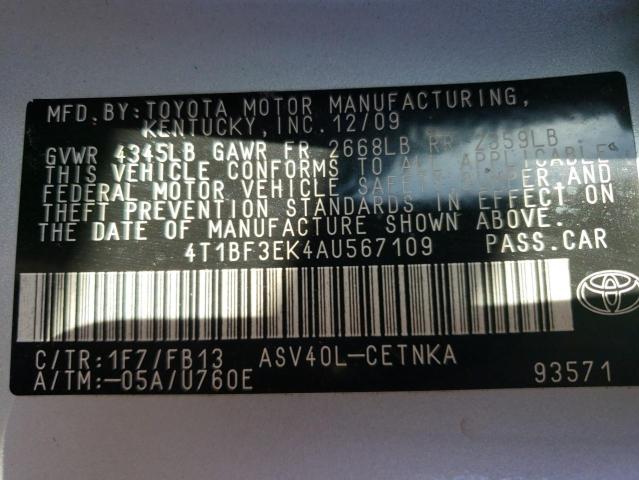 MFD. BY: TOYOTA MOTOR MANUFACTURING,
KENTUCKY, INC. 12/09
GVWR 4345LB GAWR FR 2668LB RR 2359LB
THIS VEHICLE CONFORMS TO ALL APPLICABLE
FEDERAL MOTOR VEHICLE SAFETY, BUMPER AND
THEFT PREVENTION STANDARDS IN EFFECT ON
THE DATE OF MANUFACTURE SHOWN ABOVE.
4T1BF3EK4AU567109 PASS.CAR
C/TR:1F7/FB13 ASV40L-CETNKA
A/TM:-05A/U760E 93571